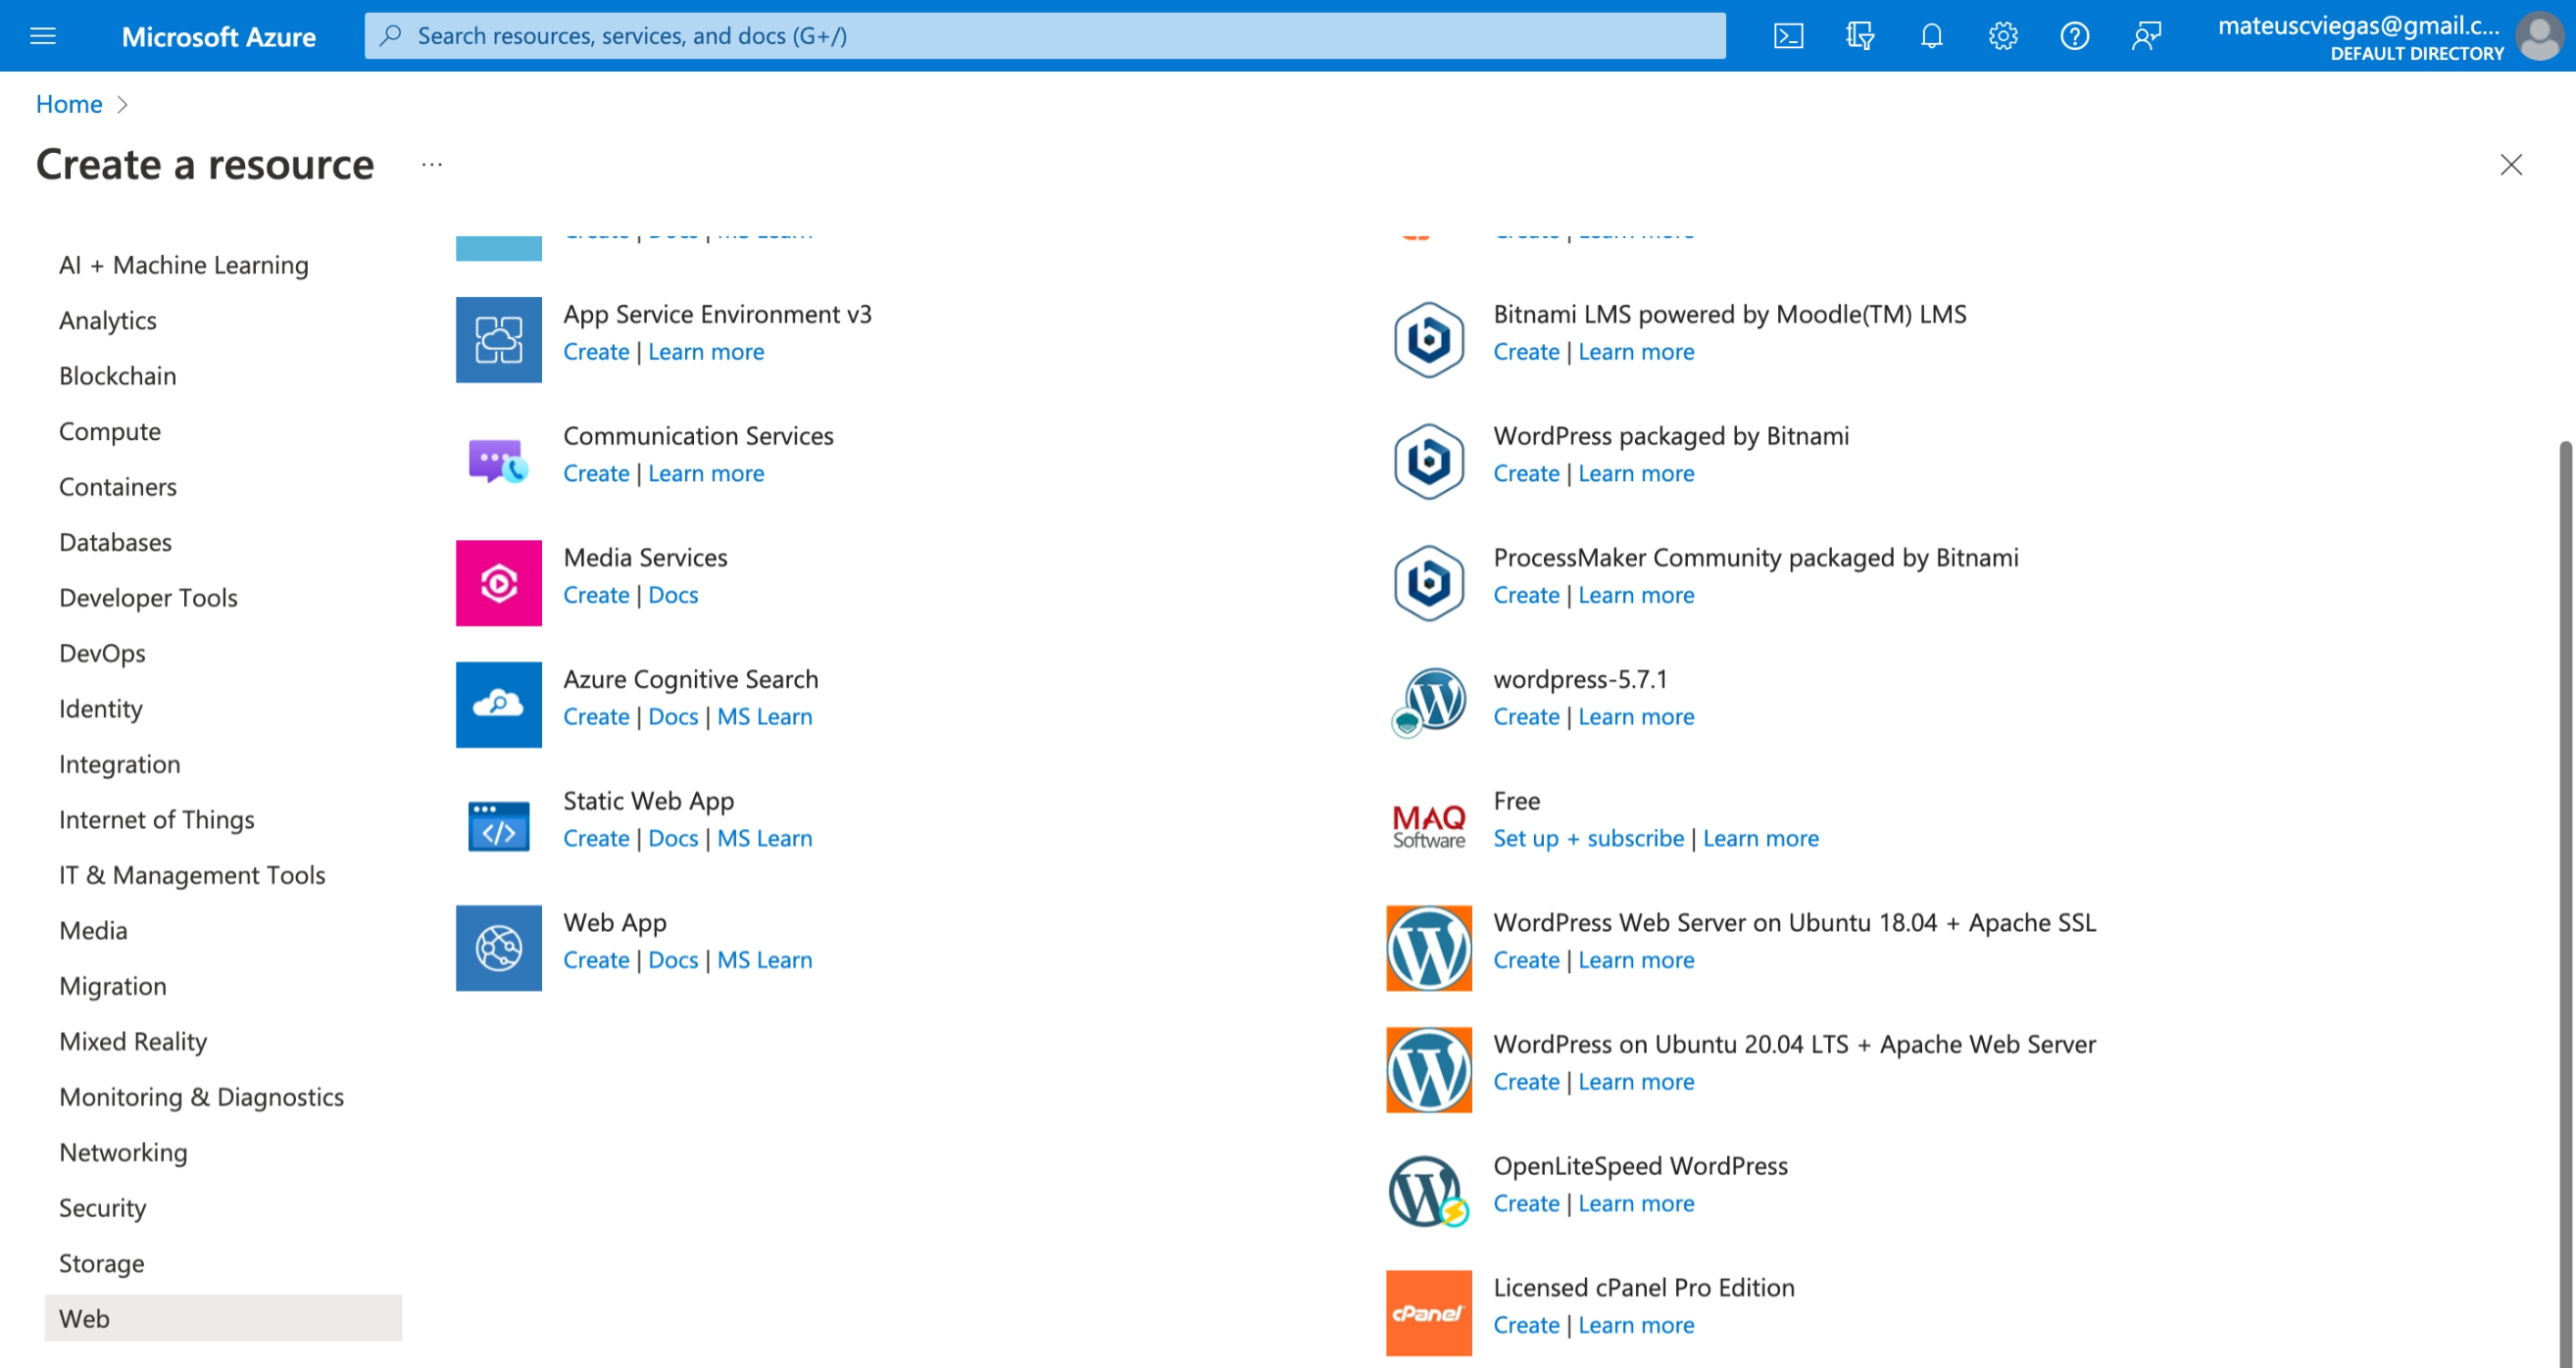 Microsoft Azure
Search resources, services, and docs (G+/)
mateuscviegas@gmail.c...
DEFAULT DIRECTORY
Home
Create a resource
...
AI + Machine Learning
Analytics
Blockchain
Compute
Containers
Databases
Developer Tools
DevOps
Identity
Integration
Internet of Things
IT & Management Tools
Media
Migration
Mixed Reality
Monitoring & Diagnostics
Networking
Security
Storage
Web
Create | Docs | MS Learn
App Service Environment v3
Create | Learn more
Communication Services
Create | Learn more
Media Services
Create | Docs
Azure Cognitive Search
Create | Docs | MS Learn
Static Web App
Create | Docs | MS Learn
Web App
Create | Docs | MS Learn
Create | Learn more
Bitnami LMS powered by Moodle(TM) LMS
Create | Learn more
WordPress packaged by Bitnami
Create | Learn more
ProcessMaker Community packaged by Bitnami
Create | Learn more
wordpress-5.7.1
Create | Learn more
MAQ
Software
Free
Set up + subscribe | Learn more
WordPress Web Server on Ubuntu 18.04 + Apache SSL
Create | Learn more
WordPress on Ubuntu 20.04 LTS + Apache Web Server
Create | Learn more
OpenLiteSpeed WordPress
Create | Learn more
cPanel
Licensed cPanel Pro Edition
Create | Learn more